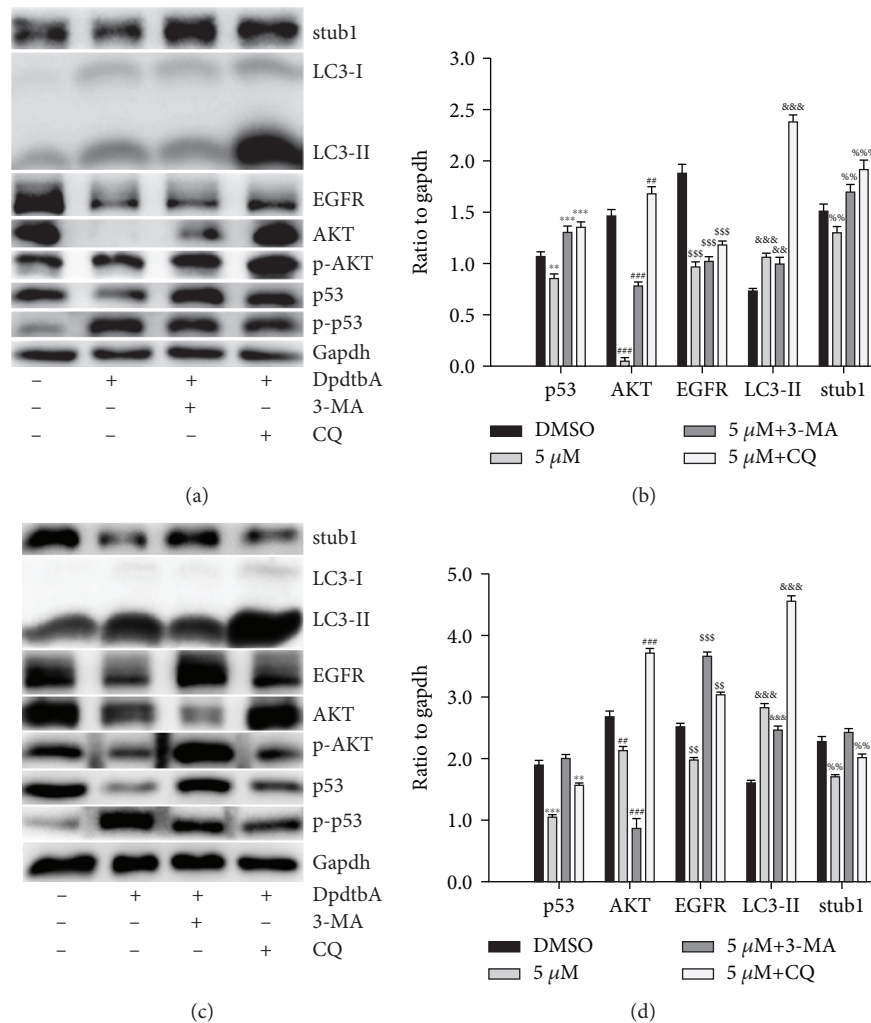 stub1
LC3-I
LC3-II
EGFR
AKT
p-AKT
p53
p-p53
Gapdh
– + + + DpdtbA
– – + – 3-MA
– – – + CQ
(a)
3.0
2.5
2.0
1.5
1.0
0.5
0.0
Ratio to gapdh
** *** ***
### ### ##
$$$ $$$ $$$
&&& && &&&
%% %% %%%
p53 AKT EGFR LC3-II stub1
DMSO 5 μM+3-MA
5 μM 5 μM+CQ
(b)
stub1
LC3-I
LC3-II
EGFR
AKT
p-AKT
p53
p-p53
Gapdh
– + + + DpdtbA
– – + – 3-MA
– – – + CQ
(c)
5.0
4.0
3.0
2.0
1.0
0.0
Ratio to gapdh
*** **
## ### ###
$$ $$$ $$
&&& &&& &&&
%% %%
p53 AKT EGFR LC3-II stub1
DMSO 5 μM+3-MA
5 μM 5 μM+CQ
(d)